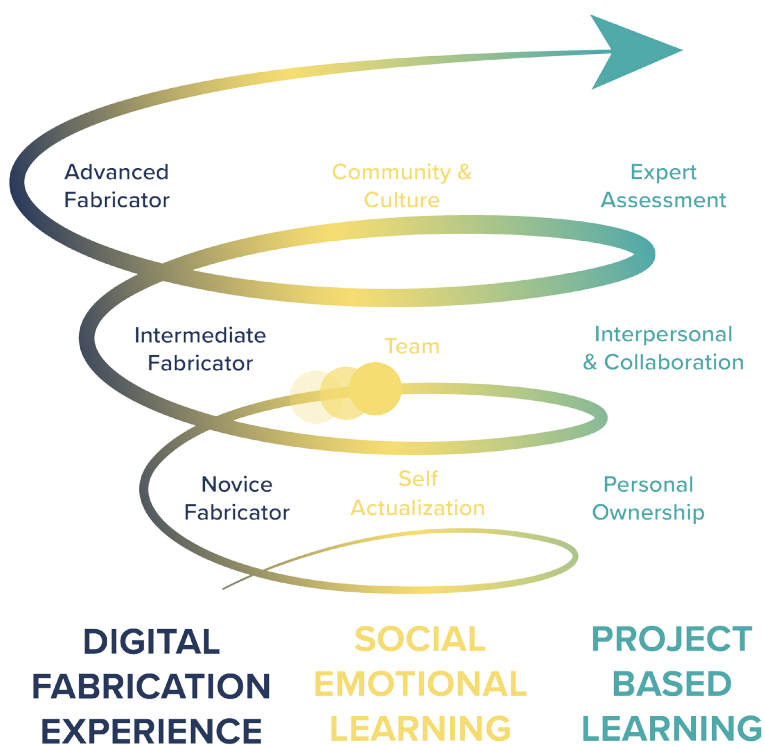 Advanced
Fabricator
Community &
Culture
Expert
Assessment
Intermediate
Fabricator
Team
Interpersonal
& Collaboration
Novice
Fabricator
Self
Actualization
Personal
Ownership
DIGITAL
FABRICATION
EXPERIENCE
SOCIAL
EMOTIONAL
LEARNING
PROJECT
BASED
LEARNING